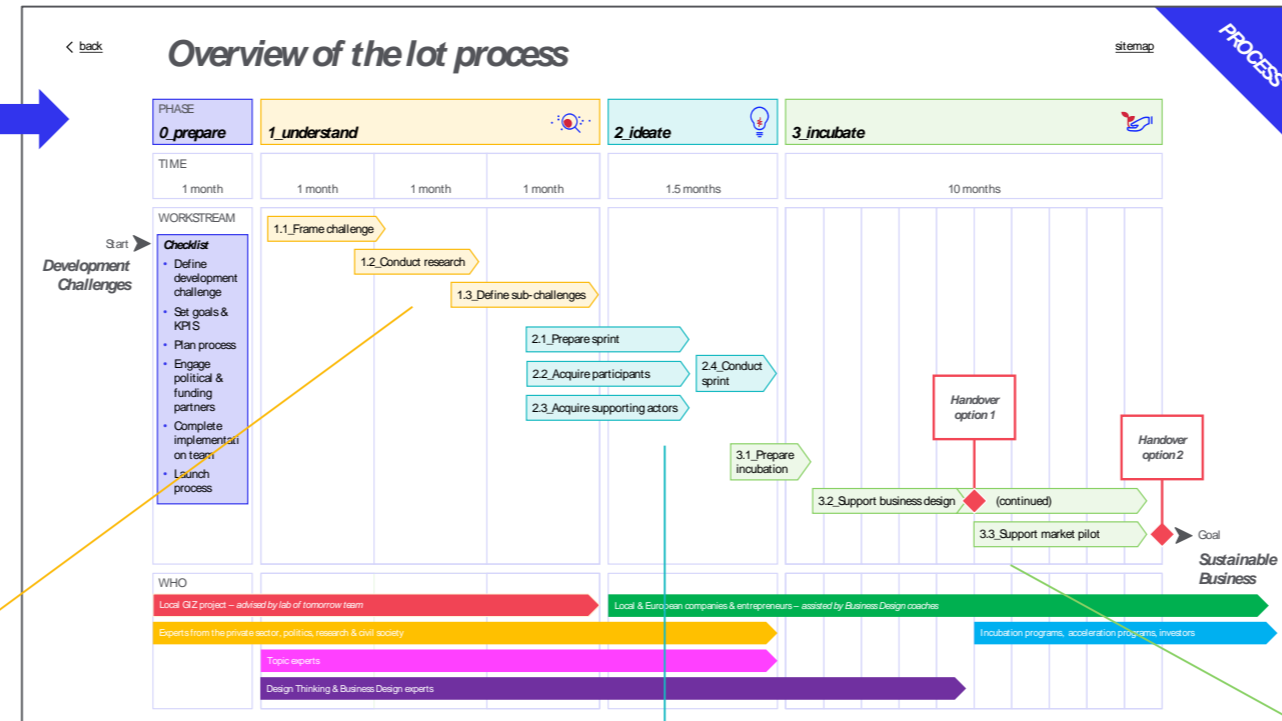 back
Overview of the lot process
sitemap
PROCESS
PHASE
0_prepare
1_understand
2_ideate
3_incubate
TIME
1 month
1 month
1 month
1 month
1.5 months
10 months
WORKSTREAM
Start
Development
Challenges
Checklist
• Define
development
challenge
• Set goals &
KPIS
• Plan process
• Engage
political &
funding
partners
• Complete
implementati
on team
• Launch
process
1.1_Frame challenge
1.2_Conduct research
1.3_Define sub-challenges
2.1_Prepare sprint
2.2_Acquire participants
2.3_Acquire supporting actors
2.4_Conduct
sprint
3.1_Prepare
incubation
Handover
option 1
Handover
option 2
3.2_Support business design
(continued)
3.3_Support market pilot
Goal
Sustainable
Business
WHO
Local GIZ project – advised by lab of tomorrow team
Local & European companies & entrepreneurs – assisted by Business Design coaches
Experts from the private sector, politics, research & civil society
Incubation programs, acceleration programs, investors
Topic experts
Design Thinking & Business Design experts